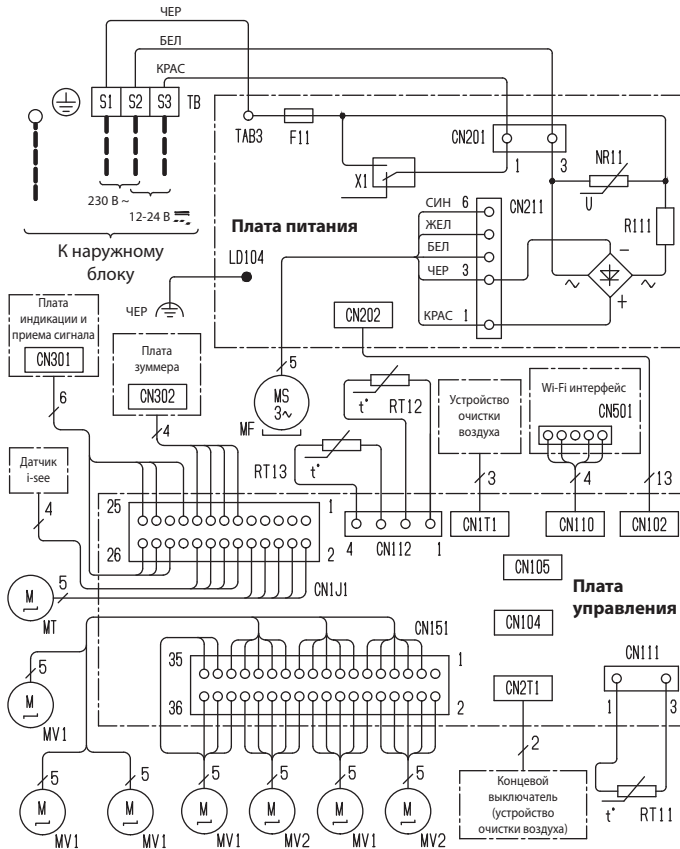 ЧЕР
БЕЛ
КРАС
S1 S2 S3 TB
230 В ~
12-24 В
К наружному
блоку
TAB3
F11
X1
CN201
1 3
NR11
U
R111
Плата питания
LD104
ЧЕР
СИН 6
ЖЕЛ
БЕЛ
ЧЕР 3
КРАС 1
CN211
~ − ~ +
CN202
Плата
индикации и
приема сигнала
CN301
6
Плата
зуммера
CN302
4
5
MS
3~
MF
t° RT12
RT13 t°
Устройство
очистки
воздуха
3
Wi-Fi интерфейс
CN501
4
13
Датчик
i-see
4
25 1
26 2
CN1J1
4 CN112 1
CN1T1
CN110
CN102
CN105
Плата
управления
CN104
M
5
MT
CN151
35 1
36 2
CN2T1
2
CN111
1 3
M
5
MV1
5
M
MV1
5
M
MV1
5
M
MV1
5
M
MV2
5
M
MV1
5
M
MV2
Концевой
выключатель
(устройство
очистки воздуха)
t° RT11